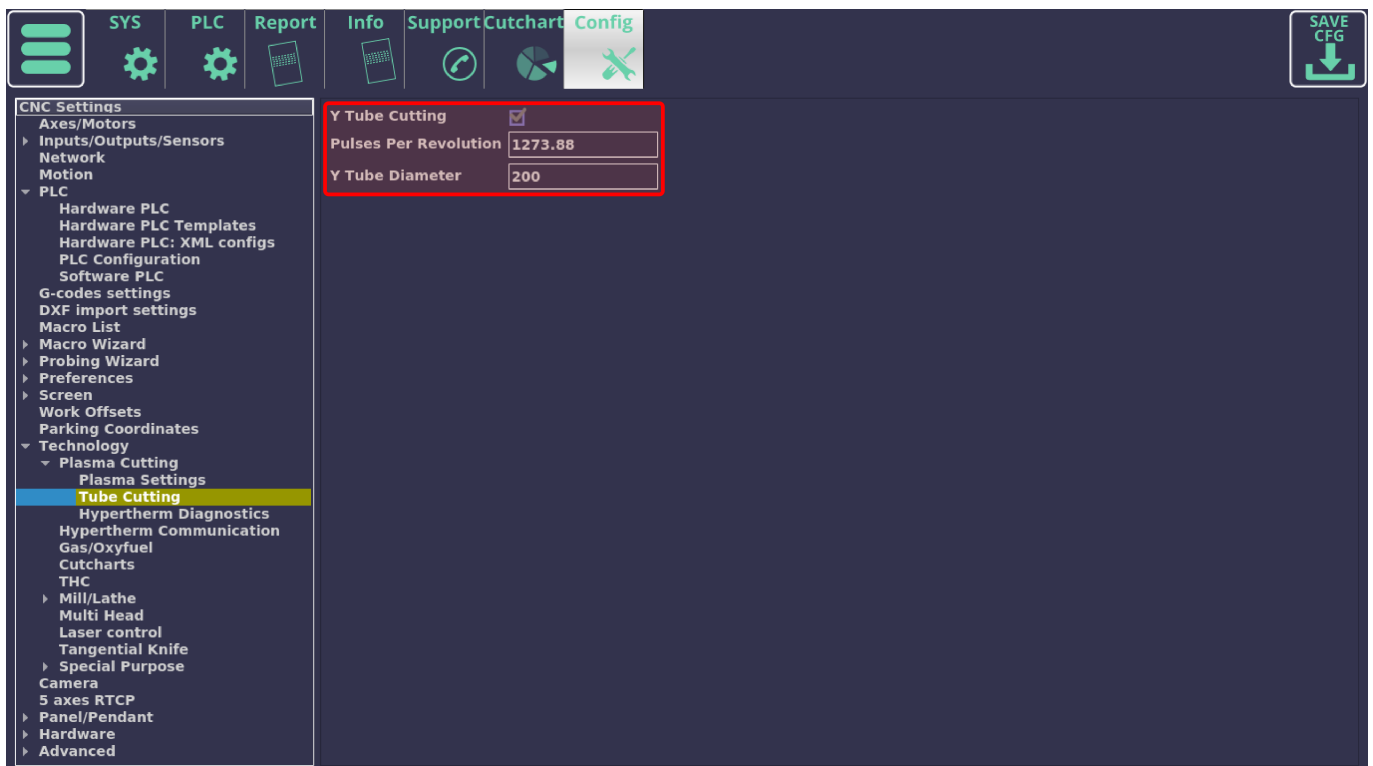 SYS
PLC
Report
Info
Support
Cutchart
Config
SAVE
CFG
CNC Settings
Axes/Motors
Inputs/Outputs/Sensors
Network
Motion
PLC
Hardware PLC
Hardware PLC Templates
Hardware PLC: XML configs
PLC Configuration
Software PLC
G-codes settings
DXF import settings
Macro List
Macro Wizard
Probing Wizard
Preferences
Screen
Work Offsets
Parking Coordinates
Technology
Plasma Cutting
Plasma Settings
Tube Cutting
Hypertherm Diagnostics
Hypertherm Communication
Gas/Oxyfuel
Cutcharts
THC
Mill/Lathe
Multi Head
Laser control
Tangential Knife
Special Purpose
Camera
5 axes RTCP
Panel/Pendant
Hardware
Advanced
Y Tube Cutting
Pulses Per Revolution 1273.88
Y Tube Diameter 200